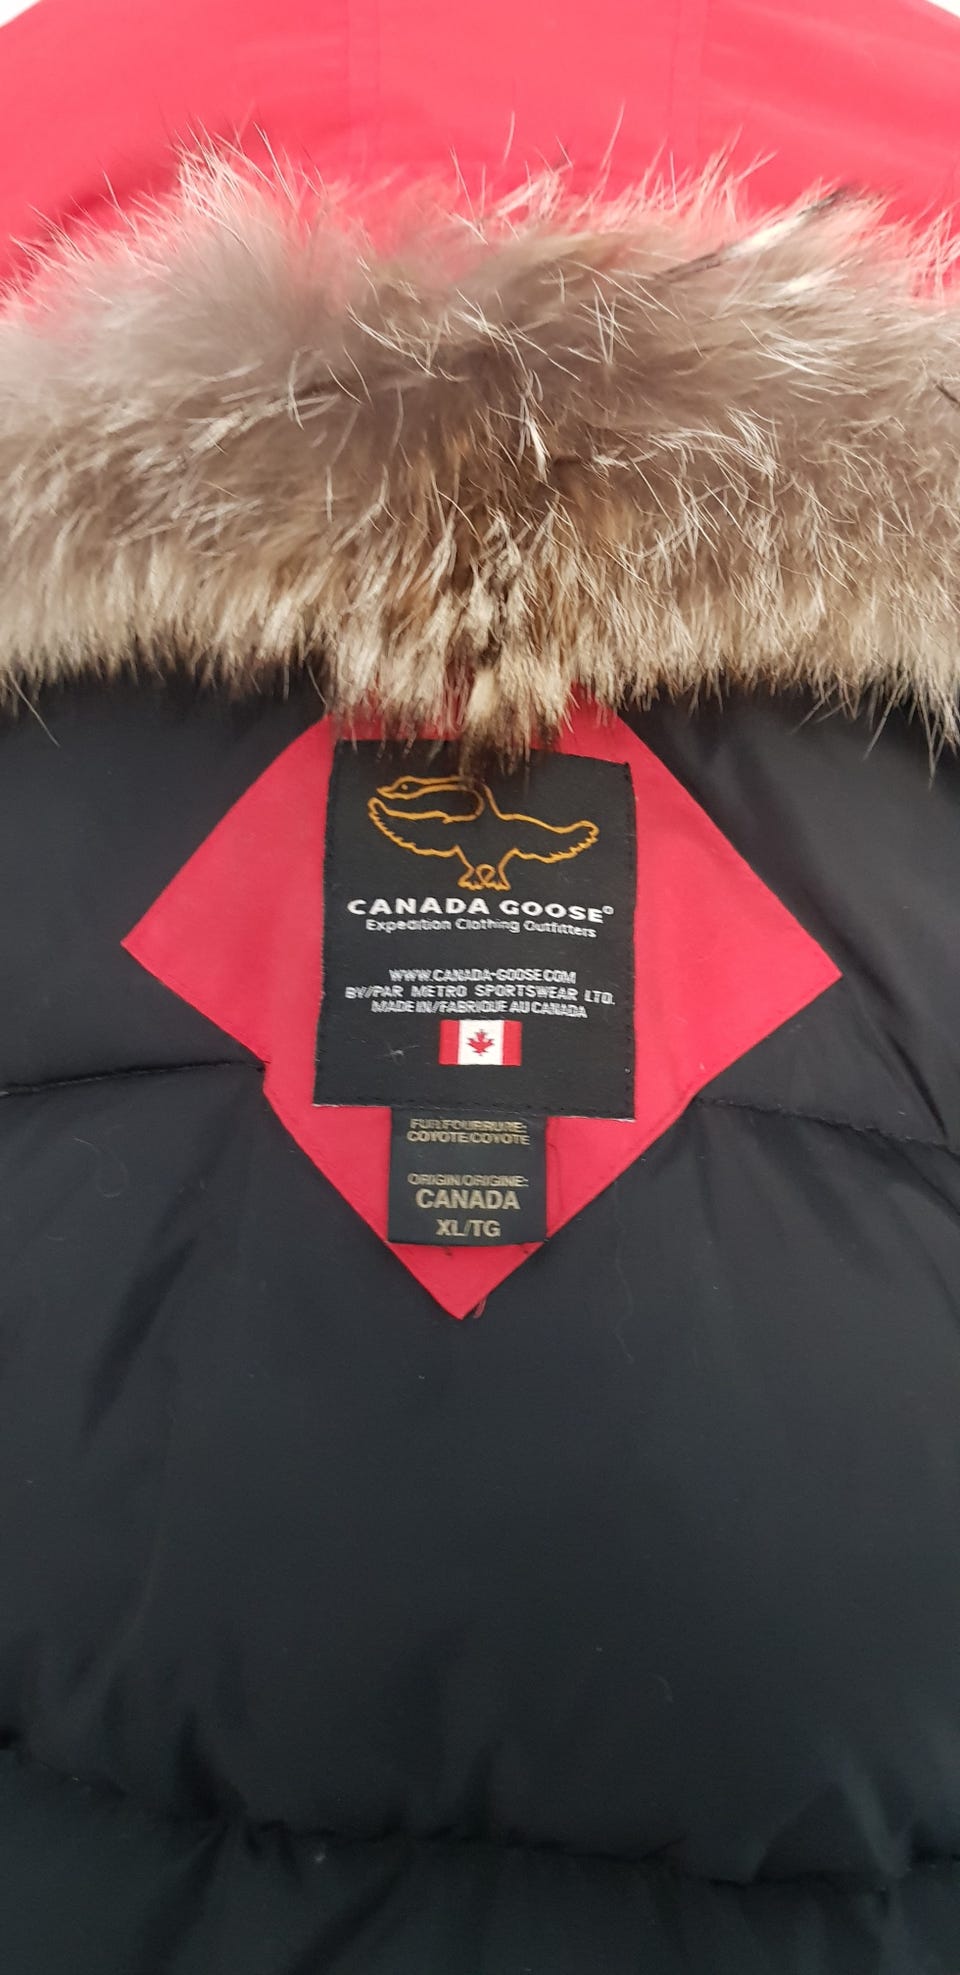 CANADA GOOSE®
Expedition Clothing Outfitters
WWW.CANADA-GOOSE.COM
BY/PAR METRO SPORTSWEAR LTD.
MADE IN/FABRIQUE AU CANADA
FUR/FOURRURE:
COYOTE/COYOTE
ORIGIN/ORIGINE:
CANADA
XL/TG